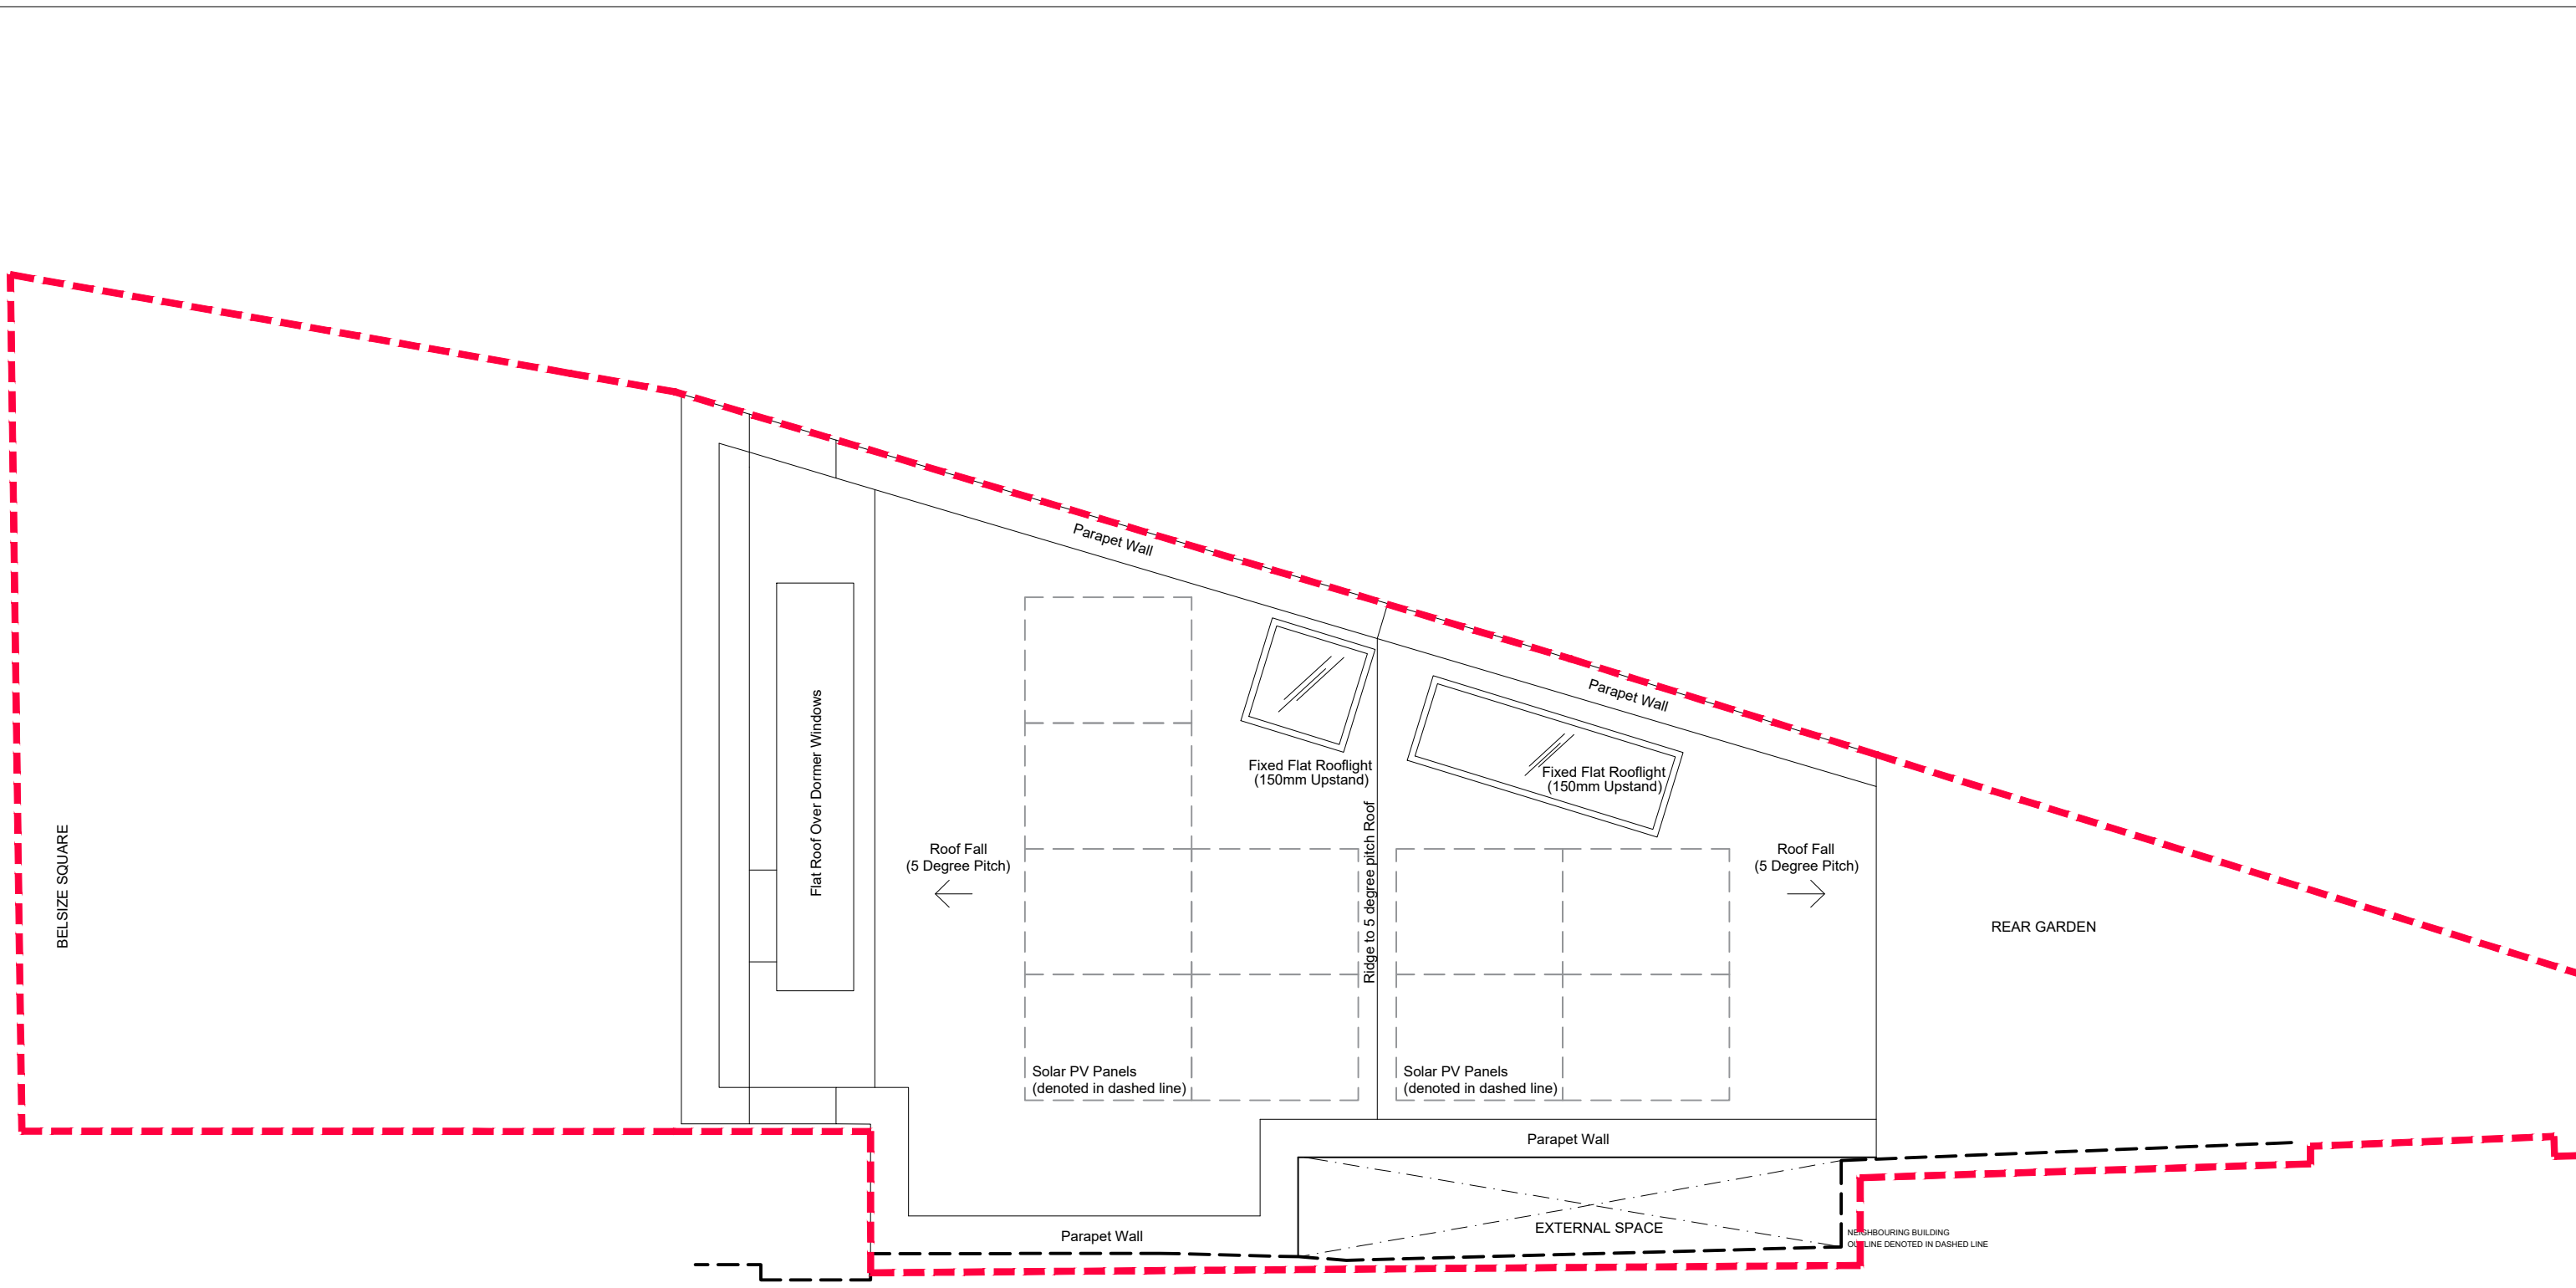 Parapet Wall
Parapet Wall
Flat Roof Over Dormer Windows
Fixed Flat Rooflight
(150mm Upstand)
Fixed Flat Rooflight
(150mm Upstand)
Ridge to 5 degree pitch Roof
BELSIZE SQUARE
Roof Fall
(5 Degree Pitch)
Roof Fall
(5 Degree Pitch)
REAR GARDEN
Solar PV Panels
(denoted in dashed line)
Solar PV Panels
(denoted in dashed line)
Parapet Wall
Parapet Wall
EXTERNAL SPACE
NEIGHBOURING BUILDING
OUTLINE DENOTED IN DASHED LINE